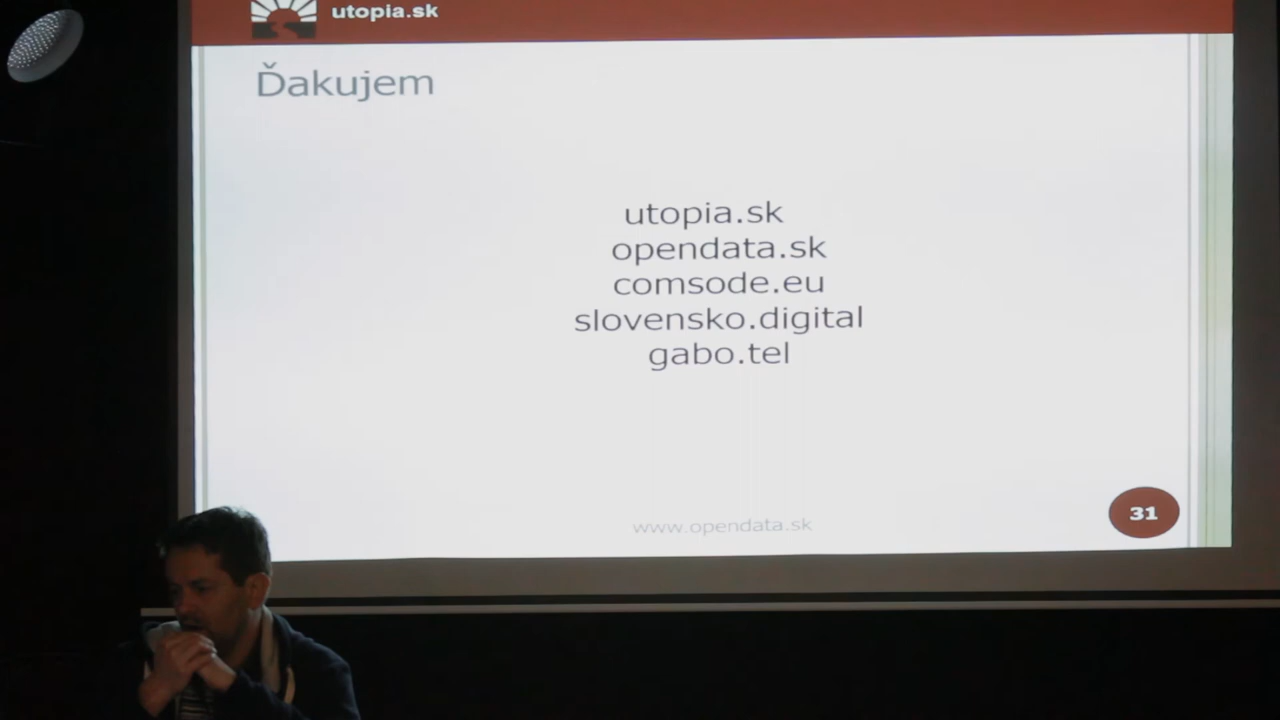 utopia.sk
Ďakujem
utopia.sk
opendata.sk
comsode.eu
slovensko.digital
gabo.tel
www.opendata.sk
31